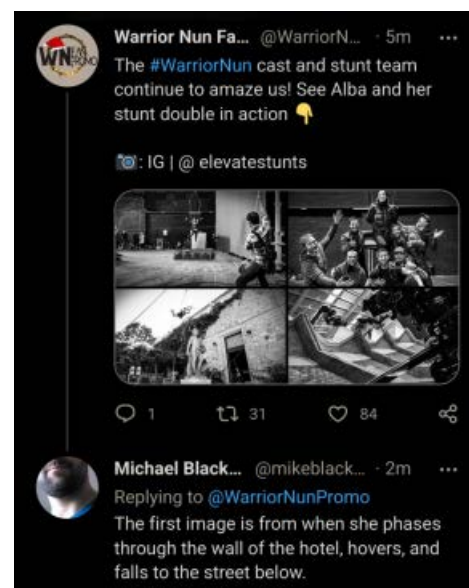 WN
Warrior Nun Fa... @WarriorN... · 5m
The #WarriorNun cast and stunt team
continue to amaze us! See Alba and her
stunt double in action 👇
📷: IG | @ elevatestunts
1 31 84
Michael Black... @mikeblack... · 2m
Replying to @WarriorNunPromo
The first image is from when she phases
through the wall of the hotel, hovers, and
falls to the street below.